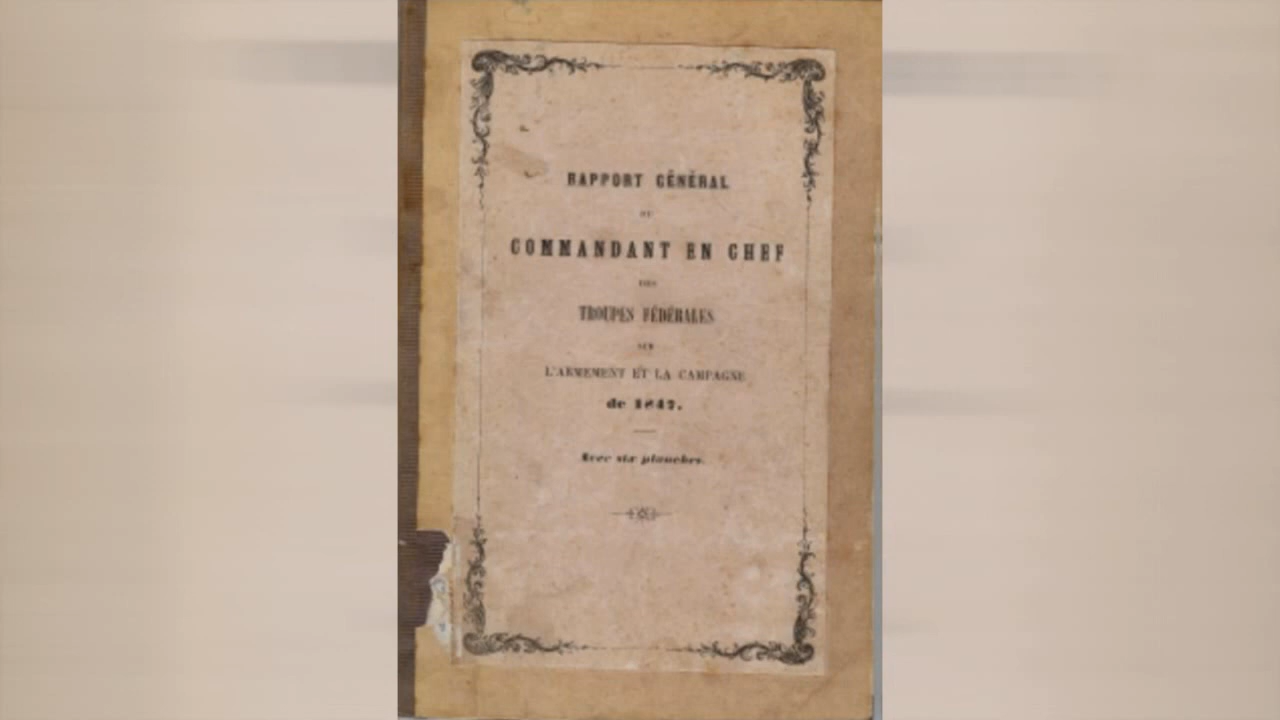 RAPPORT GÉNÉRAL
DU
COMMANDANT EN CHEF
DES
TROUPES FÉDÉRALES
SUR
L'ARMEMENT ET LA CAMPAGNE
de 1847.
Avec six planches.